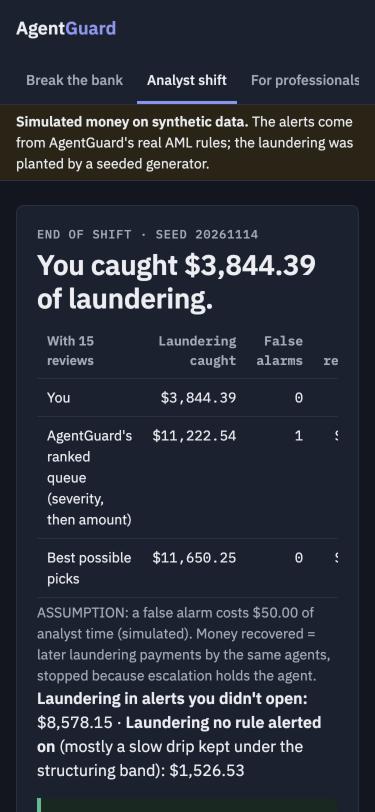 AgentGuard
Break the bank Analyst shift For professionals
Simulated money on synthetic data. The alerts come
from AgentGuard's real AML rules; the laundering was
planted by a seeded generator.
END OF SHIFT · SEED 20261114
You caught $3,844.39
of laundering.
With 15 Laundering False
reviews caught alarms re
You $3,844.39 0
AgentGuard's $11,222.54 1 $
ranked
queue
(severity,
then amount)
Best possible $11,650.25 0 $
picks
ASSUMPTION: a false alarm costs $50.00 of
analyst time (simulated). Money recovered =
later laundering payments by the same agents,
stopped because escalation holds the agent.
Laundering in alerts you didn't open:
$8,578.15 · Laundering no rule alerted
on (mostly a slow drip kept under the
structuring band): $1,526.53